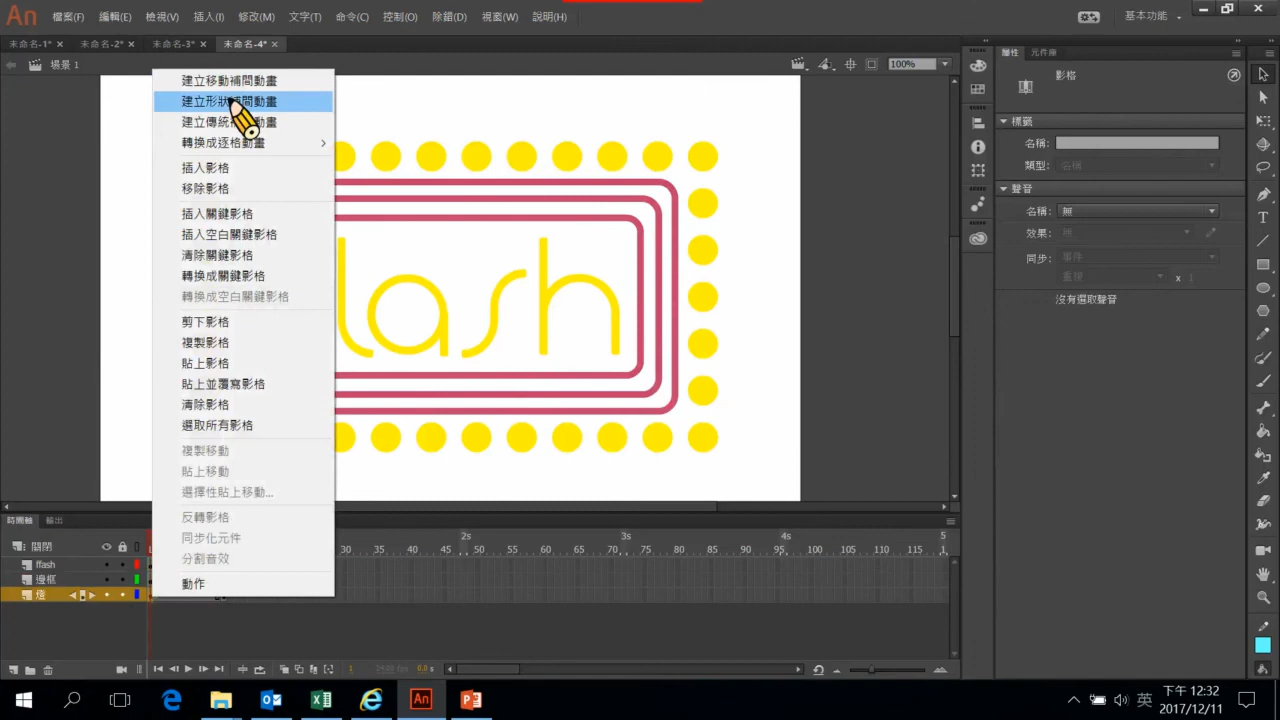 An 檔案(F) 編輯(E) 檢視(V) 插入(I) 修改(M) 文字(T) 命令(C) 控制(O) 除錯(D) 視窗(W) 說明(H) 基本功能
未命名-1* × 未命名-2* × 未命名-3* × 未命名-4* ×
場景 1 100%
屬性 元件庫
影格
標籤
名稱:
類型: 名稱
聲音
名稱: 無
效果: 無
同步: 事件
重複 x 1
沒有選取聲音
建立移動補間動畫
建立形狀補間動畫
建立傳統補間動畫
轉換成逐格動畫
插入影格
移除影格
插入關鍵影格
插入空白關鍵影格
清除關鍵影格
轉換成關鍵影格
轉換成空白關鍵影格
剪下影格
複製影格
貼上影格
貼上並覆寫影格
清除影格
選取所有影格
複製移動
貼上移動
選擇性貼上移動...
反轉影格
同步化元件
分割音效
動作
lash
時間軸 輸出
2s 3s 4s 5
30 35 40 45 50 55 60 65 70 75 80 85 90 95 100 105 110 115
ffash
邊框
燈
1 24.00 fps 0.0 s
英 下午 12:32
2017/12/11